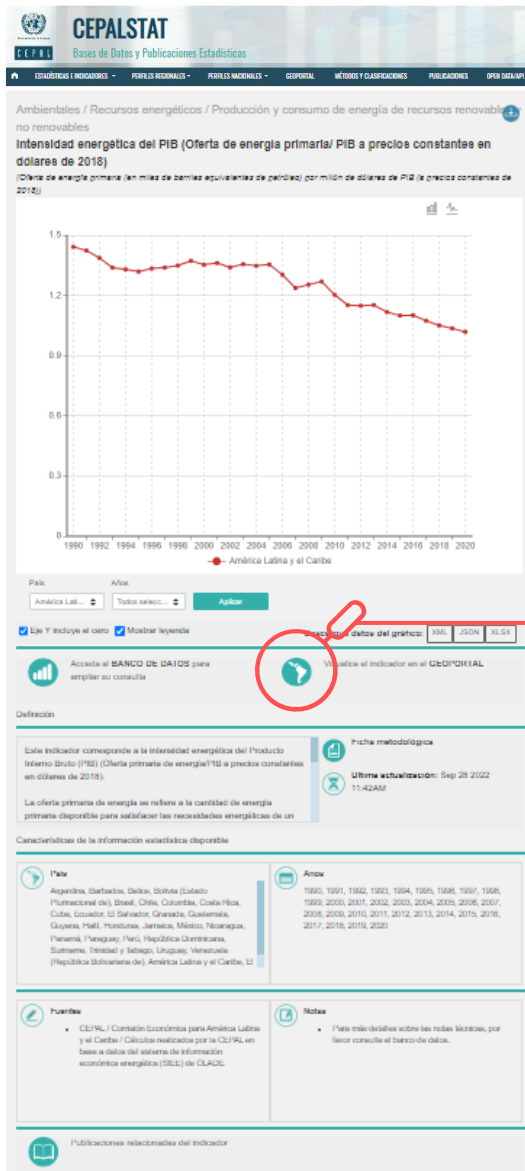 CEPALSTAT
Bases de Datos y Publicaciones Estadísticas
CEPAL
ESTADÍSTICAS E INDICADORES
PERFILES REGIONALES
PERFILES NACIONALES
GEOPORTAL
MÉTODOS Y CLASIFICACIONES
PUBLICACIONES
OPEN DATA/API
Ambientales / Recursos energéticos / Producción y consumo de energía de recursos renovables
no renovables
Intensidad energética del PIB (Oferta de energía primaria/ PIB a precios constantes en
dólares de 2018)
(Oferta de energía primaria (en miles de barriles equivalentes de petróleo) por millón de dólares de PIB (a precios constantes de
2018))
1.5
1.2
0.9
0.6
0.3
0
1990 1992 1994 1996 1998 2000 2002 2004 2006 2008 2010 2012 2014 2016 2018 2020
América Latina y el Caribe
País
Años
América Lati...
Todos selecc...
Aplicar
Eje Y incluye el cero
Mostrar leyenda
datos del gráfico:
XML
JSON
XLSX
Acceda al BANCO DE DATOS para
ampliar su consulta
Visualice el indicador en el GEOPORTAL
Definición
Este indicador corresponde a la intensidad energética del Producto
Interno Bruto (PIB) (Oferta primaria de energía/PIB a precios constantes
en dólares de 2018).
La oferta primaria de energía se refiere a la cantidad de energía
primaria disponible para satisfacer las necesidades energéticas de un
Ficha metodológica
Ultima actualización: Sep 28 2022
11:42AM
Características de la información estadística disponible
País
Argentina, Barbados, Belice, Bolivia (Estado
Plurinacional de), Brasil, Chile, Colombia, Costa Rica,
Cuba, Ecuador, El Salvador, Granada, Guatemala,
Guyana, Haití, Honduras, Jamaica, México, Nicaragua,
Panamá, Paraguay, Perú, República Dominicana,
Suriname, Trinidad y Tabago, Uruguay, Venezuela
(República Bolivariana de), América Latina y el Caribe, El
Años
1990, 1991, 1992, 1993, 1994, 1995, 1996, 1997, 1998,
1999, 2000, 2001, 2002, 2003, 2004, 2005, 2006, 2007,
2008, 2009, 2010, 2011, 2012, 2013, 2014, 2015, 2016,
2017, 2018, 2019, 2020
Fuentes
CEPAL / Comisión Económica para América Latina
y el Caribe / Cálculos realizados por la CEPAL en
base a datos del sistema de información
económica energética (SIEE) de OLADE.
Notas
Para más detalles sobre las notas técnicas, por
favor consulte el banco de datos.
Publicaciones relacionadas del indicador